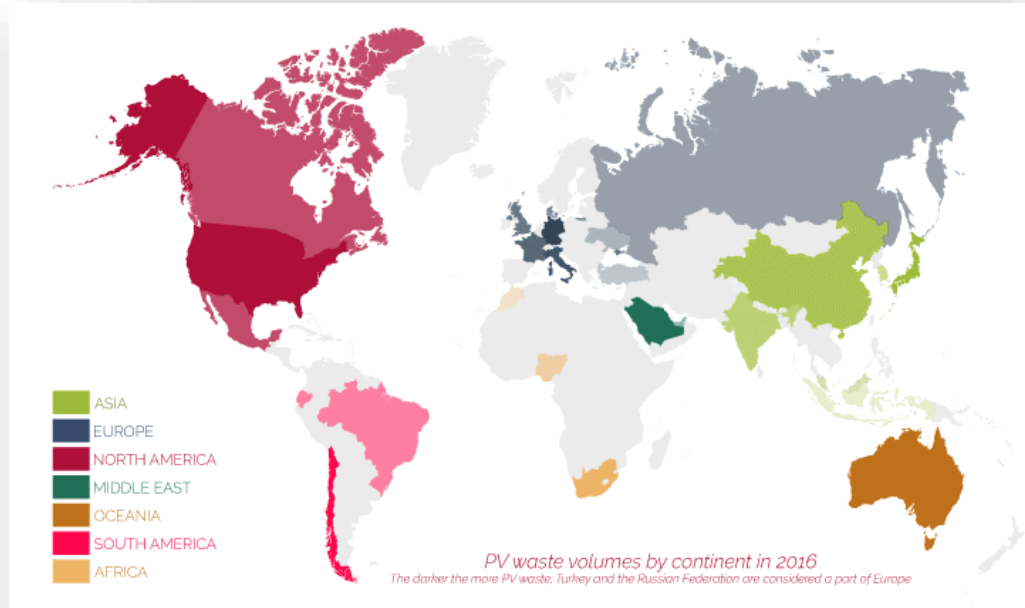 ASIA
EUROPE
NORTH AMERICA
MIDDLE EAST
OCEANIA
SOUTH AMERICA
AFRICA
PV waste volumes by continent in 2016
The darker the more PV waste, Turkey and the Russian Federation are considered a part of Europe